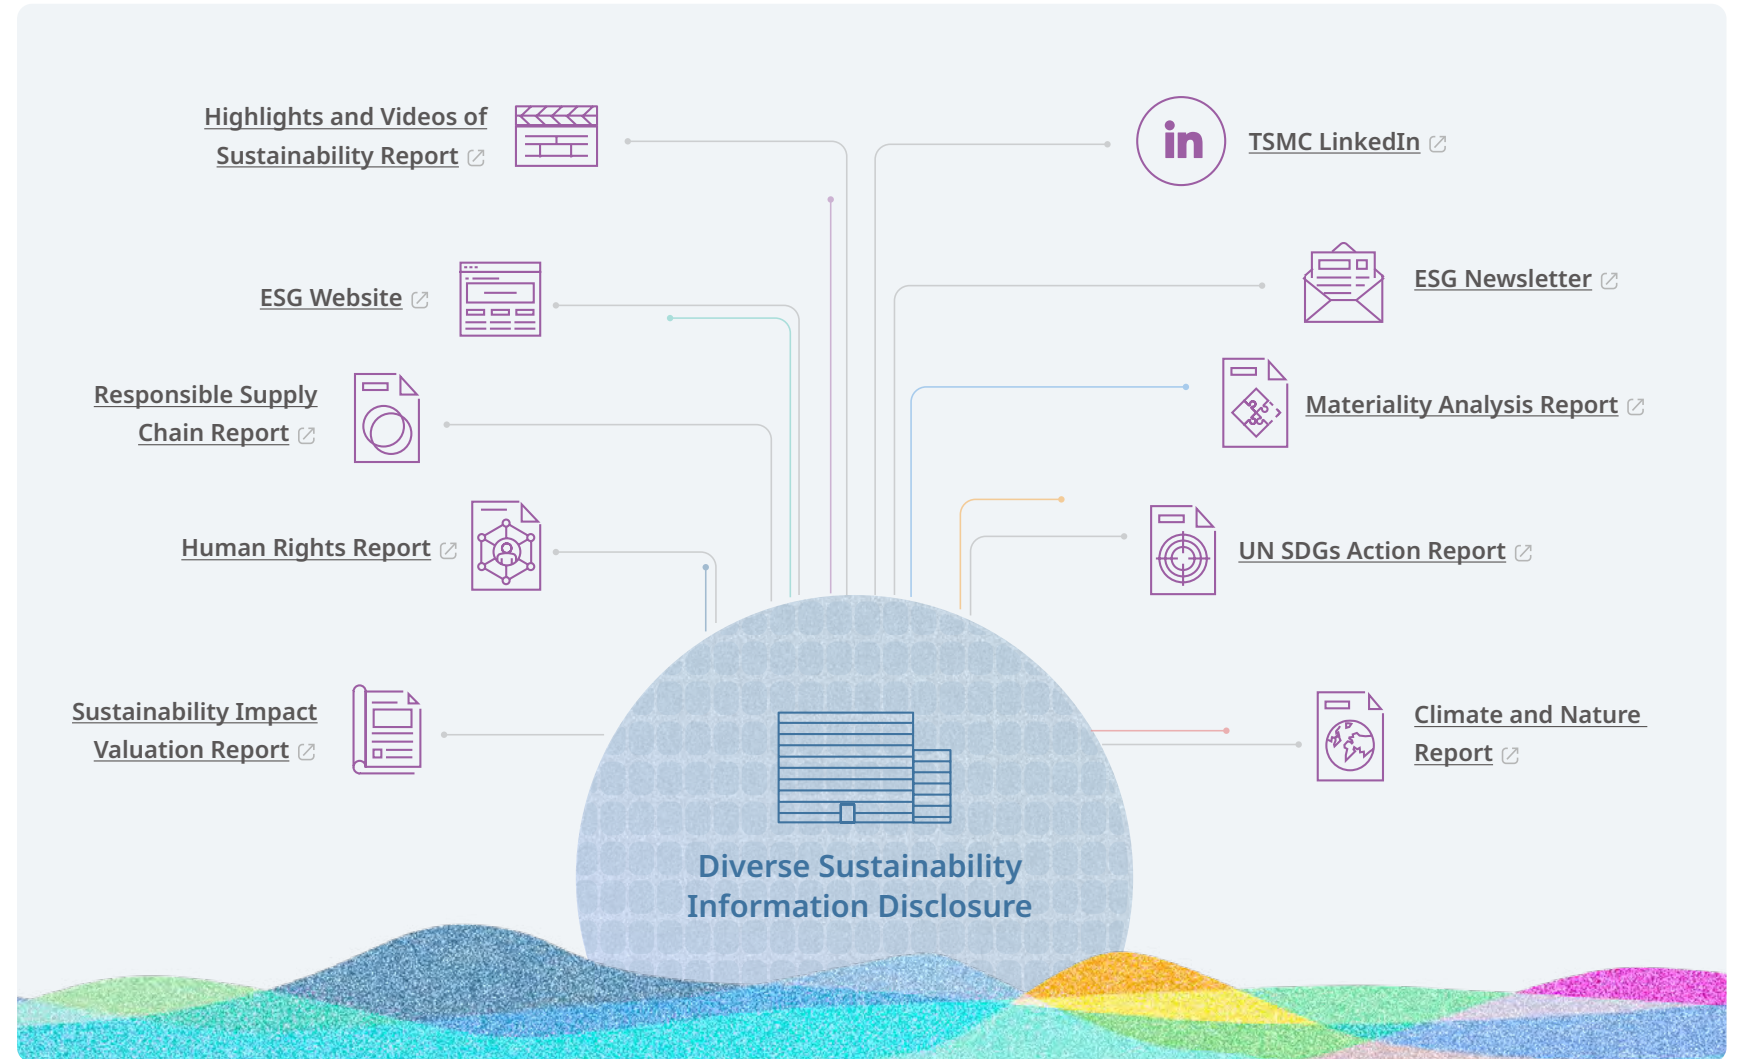 Highlights and Videos of
Sustainability Report
ESG Website
Responsible Supply
Chain Report
Human Rights Report
Sustainability Impact
Valuation Report
in
TSMC LinkedIn
ESG Newsletter
Materiality Analysis Report
UN SDGs Action Report
Climate and Nature
Report
Diverse Sustainability
Information Disclosure